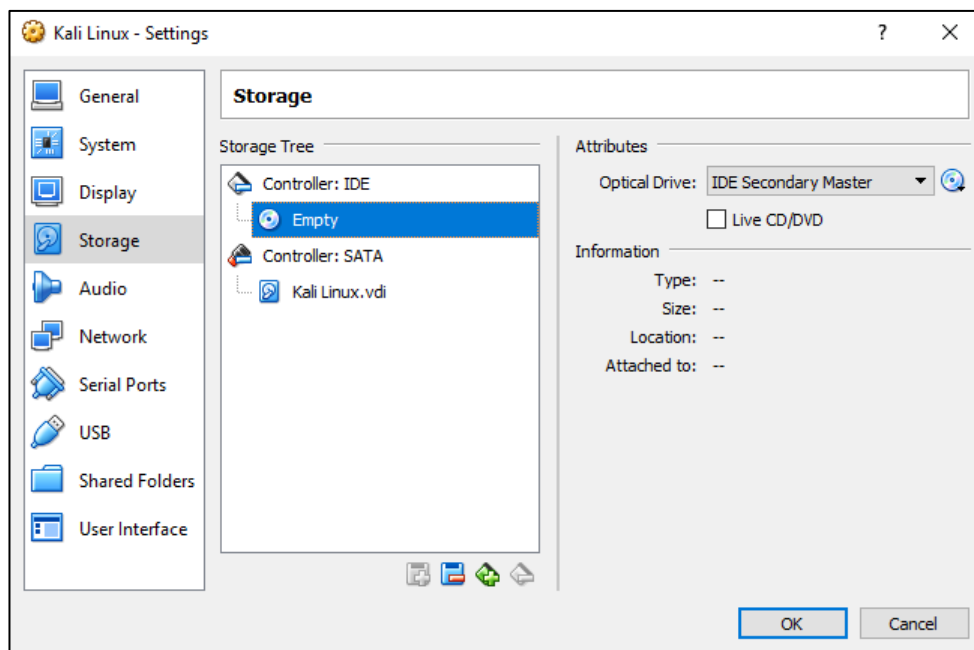 Kali Linux - Settings
?
General
System
Display
Storage
Audio
Network
Serial Ports
USB
Shared Folders
User Interface
Storage
Storage Tree
Controller: IDE
Empty
Controller: SATA
Kali Linux.vdi
Attributes
Optical Drive: IDE Secondary Master
Live CD/DVD
Information
Type: --
Size: --
Location: --
Attached to: --
OK
Cancel